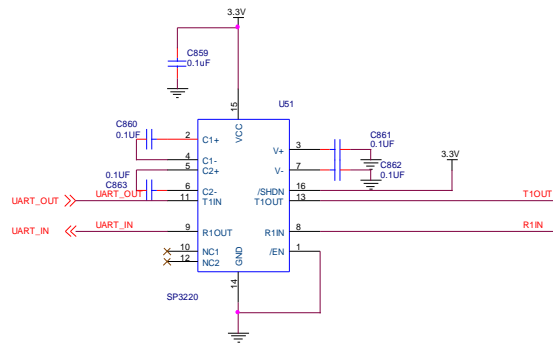 3.3V
C859
0.1uF
U51
15
VCC
C860
0.1UF
2
C1+
V+
3
C861
0.1UF
3.3V
4
C1-
5
C2+
V-
7
C862
0.1UF
0.1UF
C863
6
C2-
/SHDN
16
UART_OUT
UART_OUT
11
T1IN
T1OUT
13
T1OUT
UART_IN
UART_IN
9
R1OUT
R1IN
8
R1IN
10
NC1
/EN
1
12
NC2
GND
14
SP3220